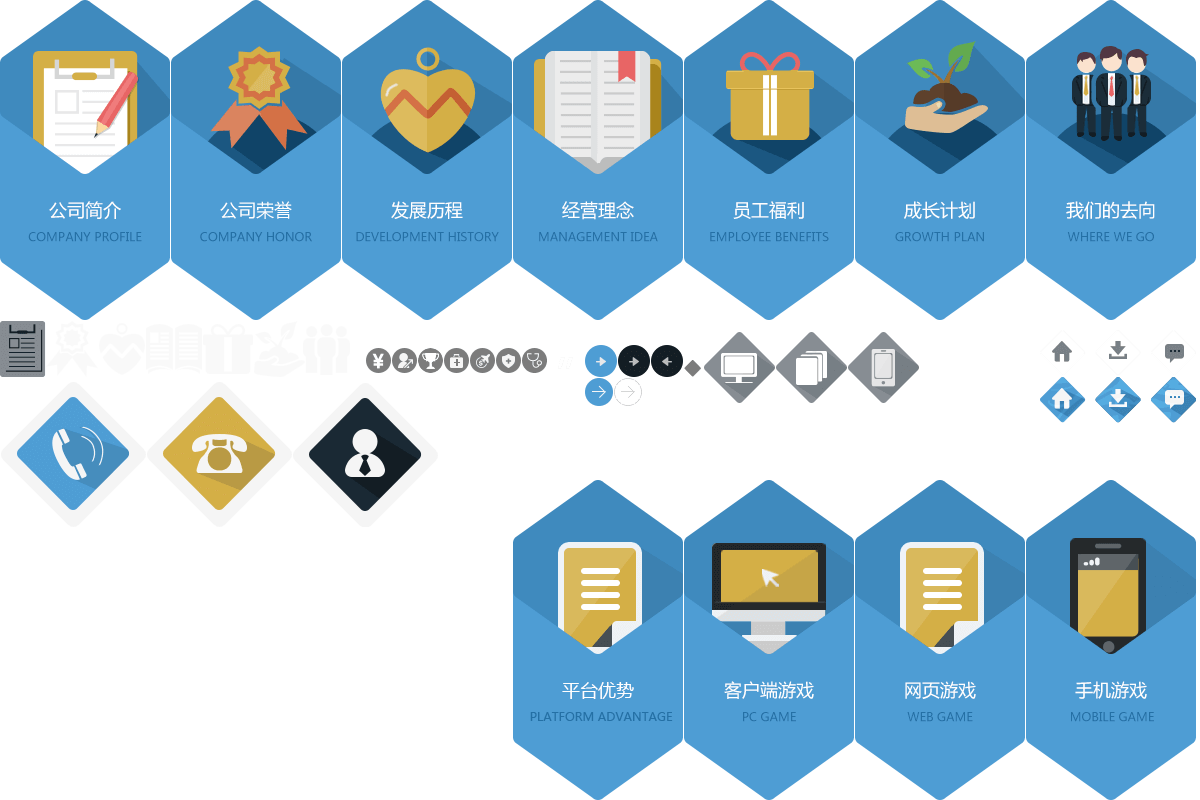 公司简介
COMPANY PROFILE
公司荣誉
COMPANY HONOR
发展历程
DEVELOPMENT HISTORY
经营理念
MANAGEMENT IDEA
员工福利
EMPLOYEE BENEFITS
成长计划
GROWTH PLAN
我们的去向
WHERE WE GO
¥
平台优势
PLATFORM ADVANTAGE
客户端游戏
PC GAME
网页游戏
WEB GAME
手机游戏
MOBILE GAME